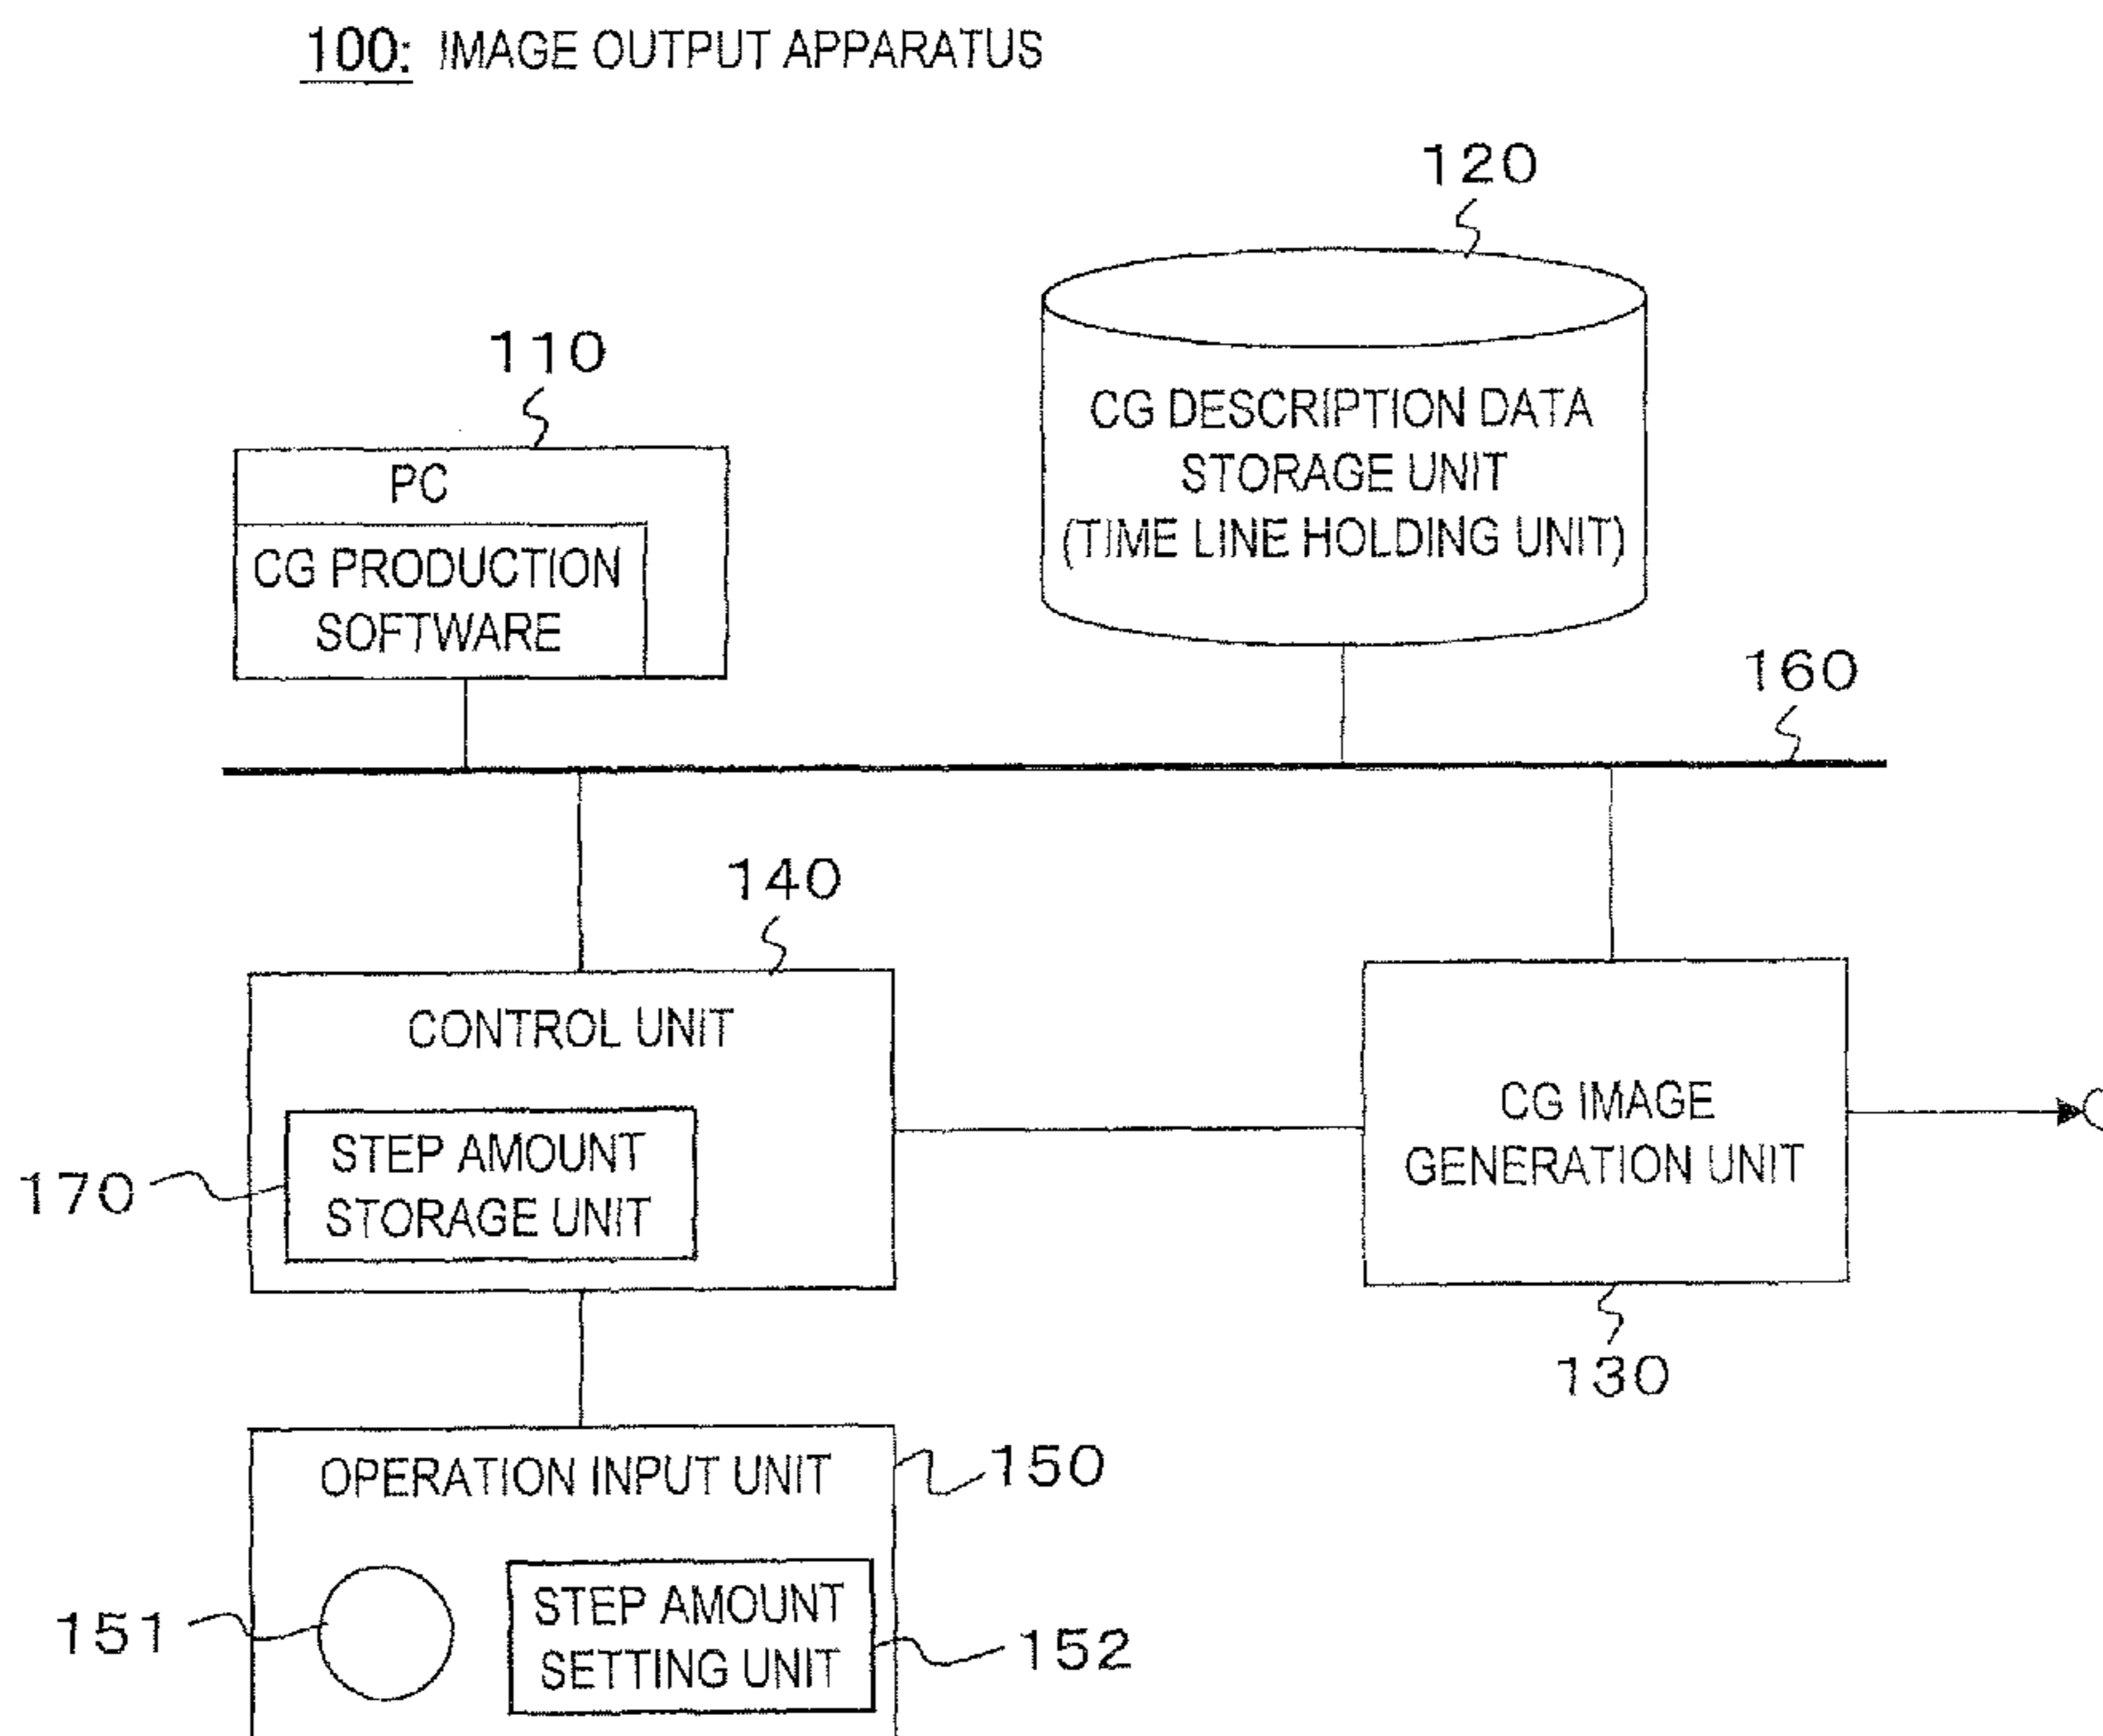 100: IMAGE OUTPUT APPARATUS
120
110
PC
CG PRODUCTION
SOFTWARE
CG DESCRIPTION DATA
STORAGE UNIT
(TIME LINE HOLDING UNIT)
160
140
CONTROL UNIT
STEP AMOUNT
STORAGE UNIT
170
CG IMAGE
GENERATION UNIT
130
OPERATION INPUT UNIT
150
151
STEP AMOUNT
SETTING UNIT
152